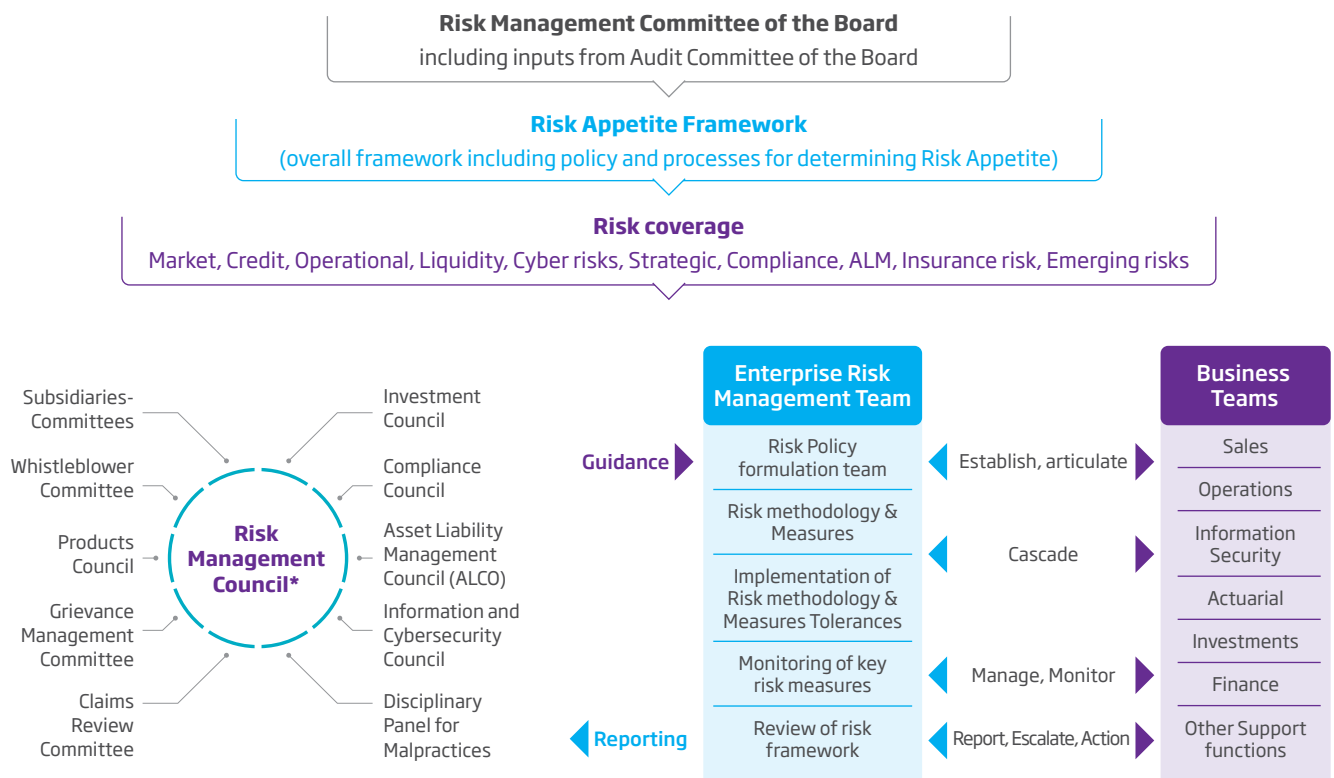 Risk Management Committee of the Board
including inputs from Audit Committee of the Board
Risk Appetite Framework
(overall framework including policy and processes for determining Risk Appetite)
Risk coverage
Market, Credit, Operational, Liquidity, Cyber risks, Strategic, Compliance, ALM, Insurance risk, Emerging risks
Subsidiaries-
Committees
Whistleblower
Committee
Products
Council
Grievance
Management
Committee
Claims
Review
Committee
Risk
Management
Council*
Investment
Council
Compliance
Council
Asset Liability
Management
Council (ALCO)
Information and
Cybersecurity
Council
Disciplinary
Panel for
Malpractices
Guidance
Reporting
Enterprise Risk
Management Team
Risk Policy
formulation team
Risk methodology &
Measures
Implementation of
Risk methodology &
Measures Tolerances
Monitoring of key
risk measures
Review of risk
framework
Establish, articulate
Cascade
Manage, Monitor
Report, Escalate, Action
Business
Teams
Sales
Operations
Information
Security
Actuarial
Investments
Finance
Other Support
functions